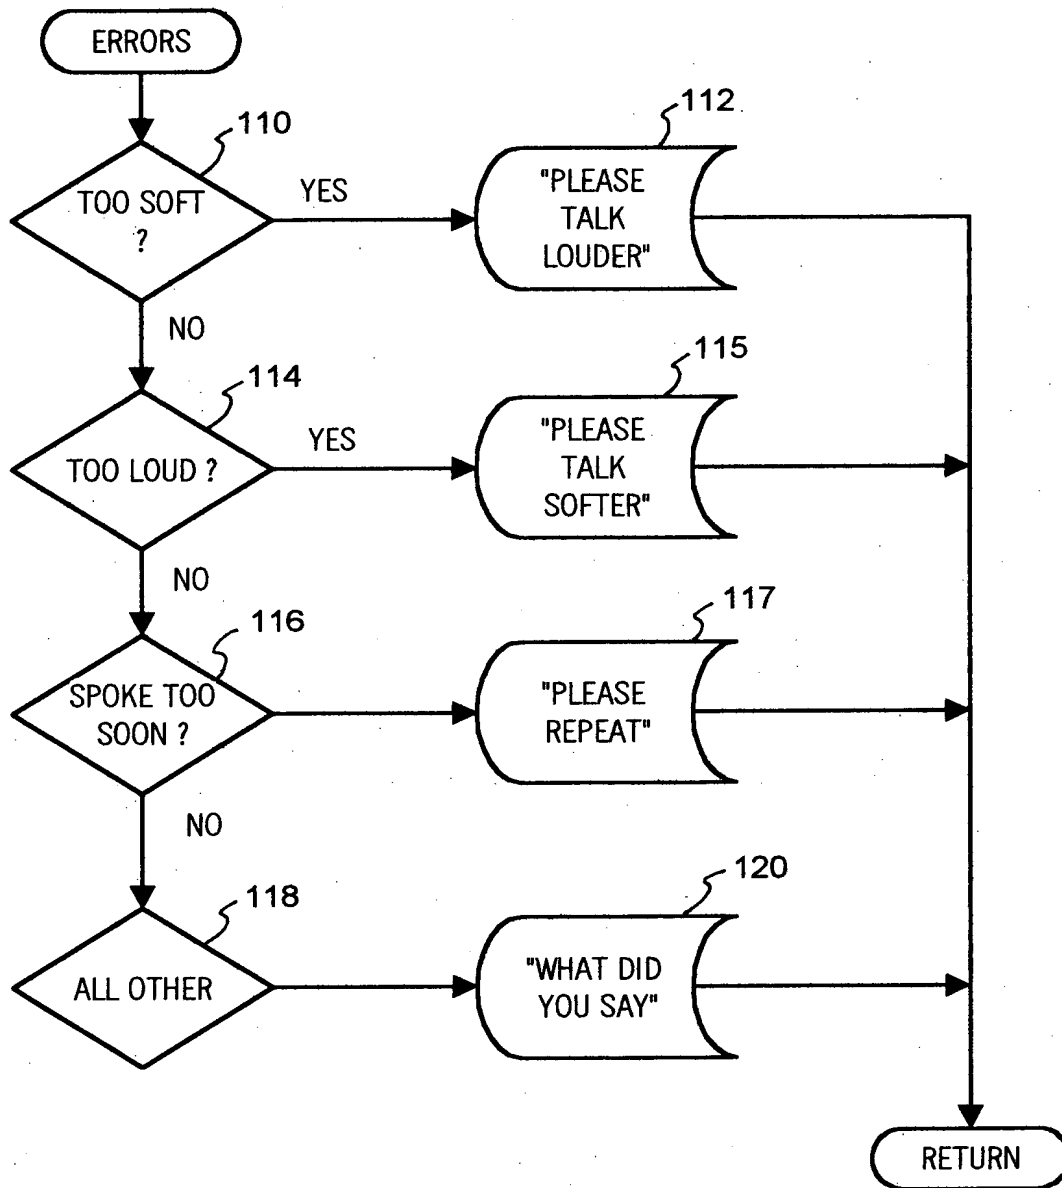 ERRORS
110
112
TOO SOFT
?
YES
"PLEASE
TALK
LOUDER"
NO
114
115
TOO LOUD ?
YES
"PLEASE
TALK
SOFTER"
NO
116
117
SPOKE TOO
SOON ?
"PLEASE
REPEAT"
NO
118
120
ALL OTHER
"WHAT DID
YOU SAY"
RETURN